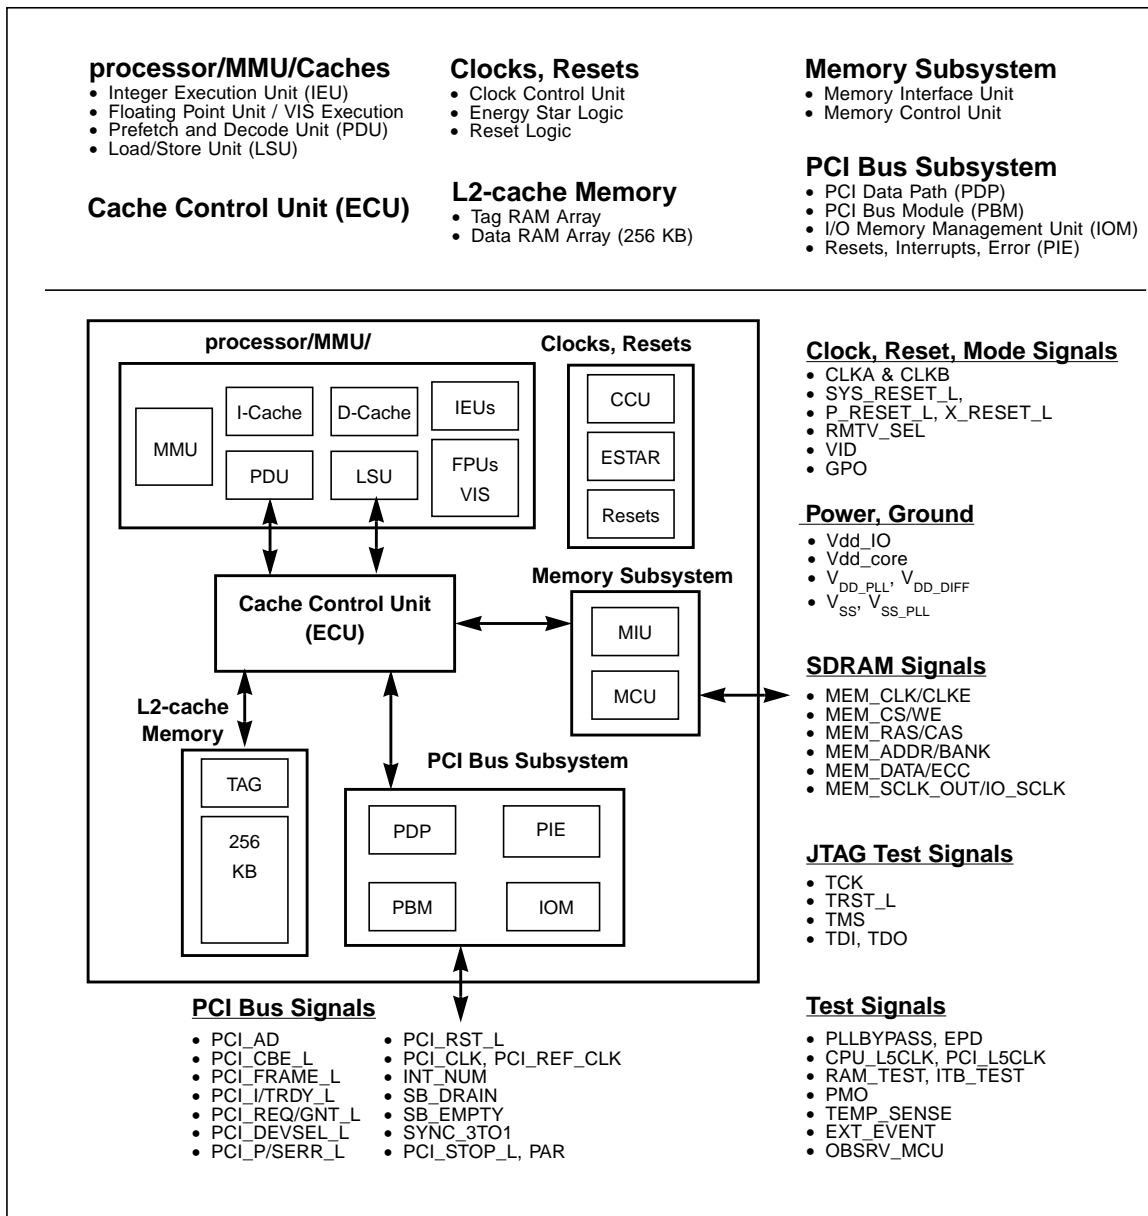 processor/MMU/Caches
• Integer Execution Unit (IEU)
• Floating Point Unit / VIS Execution
• Prefetch and Decode Unit (PDU)
• Load/Store Unit (LSU)
Cache Control Unit (ECU)
Clocks, Resets
• Clock Control Unit
• Energy Star Logic
• Reset Logic
L2-cache Memory
• Tag RAM Array
• Data RAM Array (256 KB)
Memory Subsystem
• Memory Interface Unit
• Memory Control Unit
PCI Bus Subsystem
• PCI Data Path (PDP)
• PCI Bus Module (PBM)
• I/O Memory Management Unit (IOM)
• Resets, Interrupts, Error (PIE)
processor/MMU/
MMU
I-Cache
D-Cache
IEUs
PDU
LSU
FPUs
VIS
Clocks, Resets
CCU
ESTAR
Resets
Cache Control Unit
(ECU)
Memory Subsystem
MIU
MCU
L2-cache
Memory
TAG
256
KB
PCI Bus Subsystem
PDP
PIE
PBM
IOM
Clock, Reset, Mode Signals
• CLKA & CLKB
• SYS_RESET_L,
• P_RESET_L, X_RESET_L
• RMTV_SEL
• VID
• GPO
Power, Ground
• Vdd_IO
• Vdd_core
• VDD_PLL, VDD_DIFF
• VSS, VSS_PLL
SDRAM Signals
• MEM_CLK/CLKE
• MEM_CS/WE
• MEM_RAS/CAS
• MEM_ADDR/BANK
• MEM_DATA/ECC
• MEM_SCLK_OUT/IO_SCLK
JTAG Test Signals
• TCK
• TRST_L
• TMS
• TDI, TDO
PCI Bus Signals
• PCI_AD
• PCI_CBE_L
• PCI_FRAME_L
• PCI_I/TRDY_L
• PCI_REQ/GNT_L
• PCI_DEVSEL_L
• PCI_P/SERR_L
• PCI_RST_L
• PCI_CLK, PCI_REF_CLK
• INT_NUM
• SB_DRAIN
• SB_EMPTY
• SYNC_3TO1
• PCI_STOP_L, PAR
Test Signals
• PLLBYPASS, EPD
• CPU_L5CLK, PCI_L5CLK
• RAM_TEST, ITB_TEST
• PMO
• TEMP_SENSE
• EXT_EVENT
• OBSRV_MCU